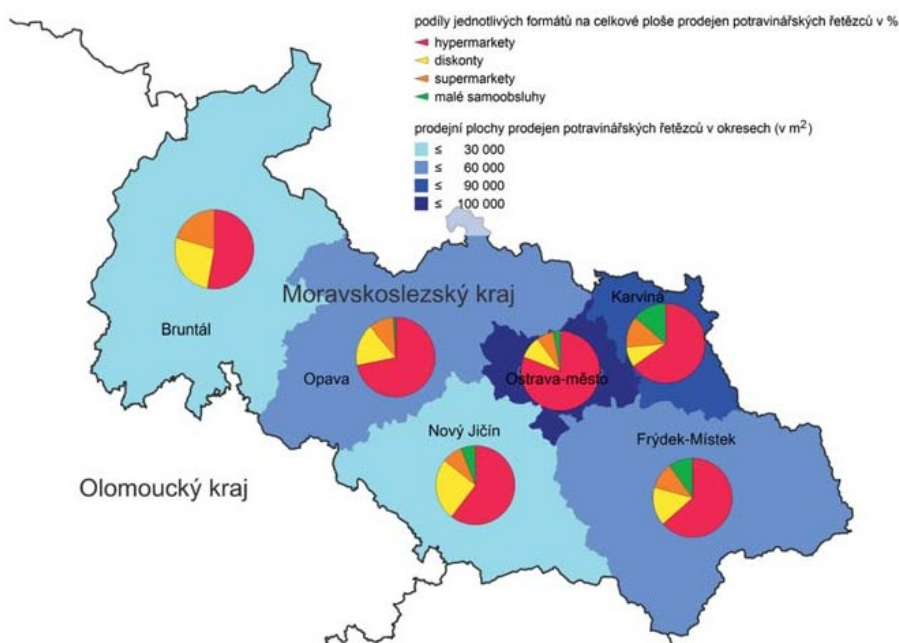 podíly jednotlivých formátů na celkové ploše prodejen potravinářských řetězců v %
hypermarkety
diskonty
supermarkety
malé samoobsluhy
prodejní plochy prodejen potravinářských řetězců v okresech (v m²)
≤ 30 000
≤ 60 000
≤ 90 000
≤ 100 000
Moravskoslezský kraj
Karviná
Bruntál
Opava
Ostrava-město
Nový Jičín
Frýdek-Místek
Olomoucký kraj